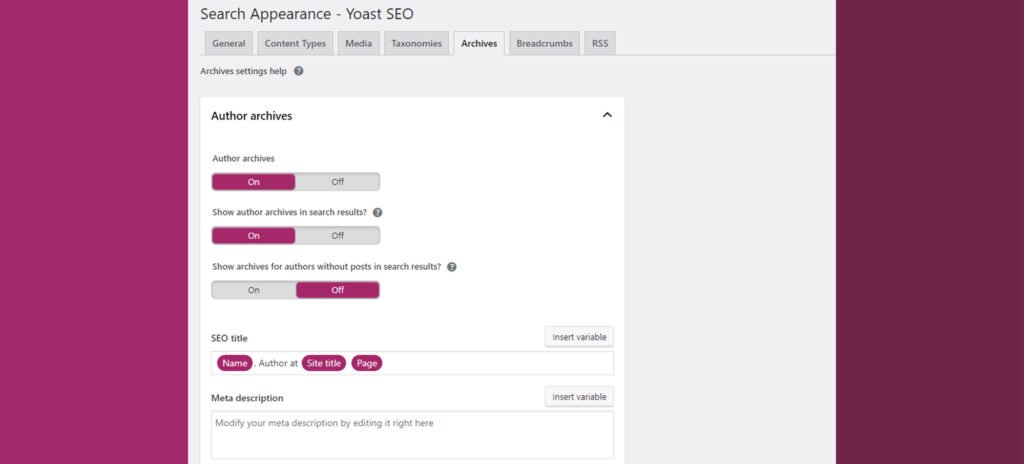 Search Appearance - Yoast SEO
General Content Types Media Taxonomies Archives Breadcrumbs RSS
Archives settings help ?
Author archives
Author archives
On Off
Show author archives in search results? ?
On Off
Show archives for authors without posts in search results? ?
On Off
SEO title Insert variable
Name, Author at Site title Page
Meta description Insert variable
Modify your meta description by editing it right here